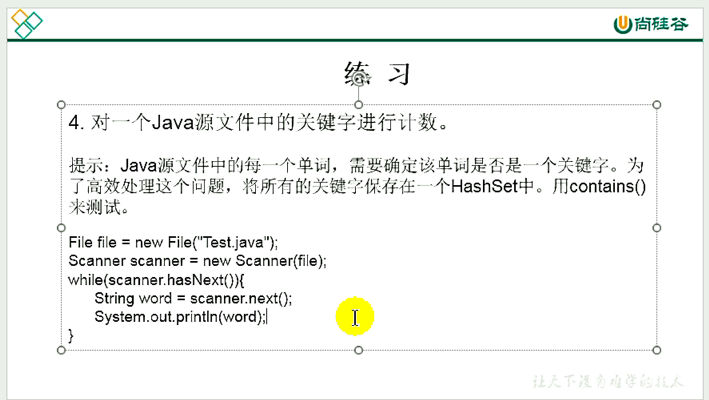 尚硅谷
练 习
4. 对一个Java源文件中的关键字进行计数。
提示：Java源文件中的每一个单词，需要确定该单词是否是一个关键字。为
了高效处理这个问题，将所有的关键字保存在一个HashSet中。用contains()
来测试。
File file = new File("Test.java");
Scanner scanner = new Scanner(file);
while(scanner.hasNext()){
String word = scanner.next();
System.out.println(word);
}
让天下没有难学的技术